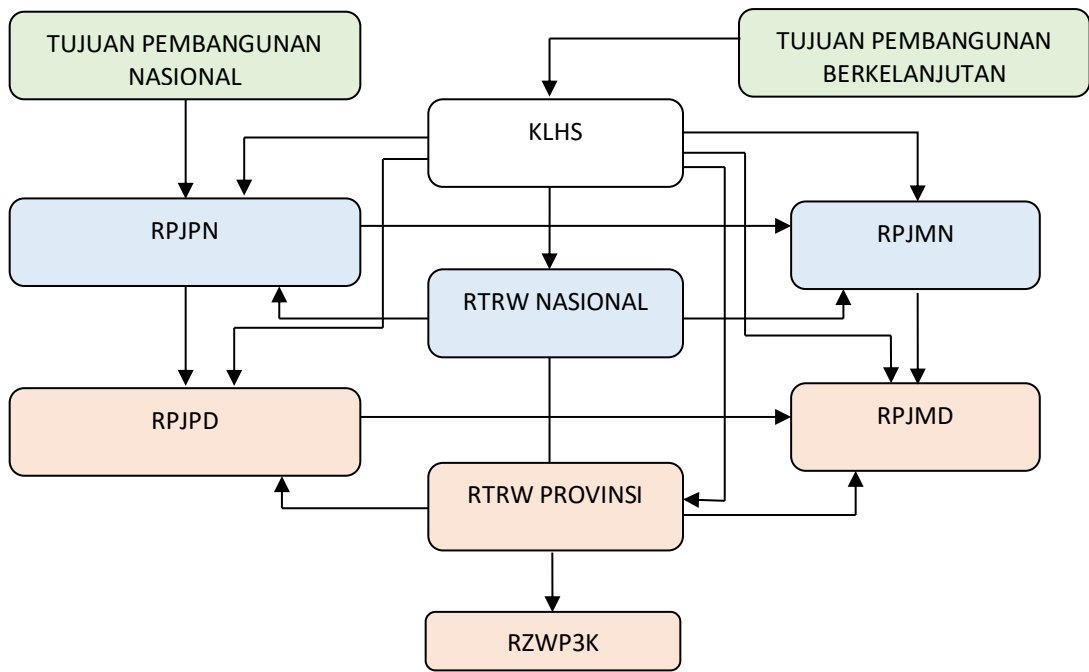 TUJUAN PEMBANGUNAN
NASIONAL
TUJUAN PEMBANGUNAN
BERKELANJUTAN
KLHS
RPJPN
RPJMN
RTRW NASIONAL
RPJPD
RPJMD
RTRW PROVINSI
RZWP3K